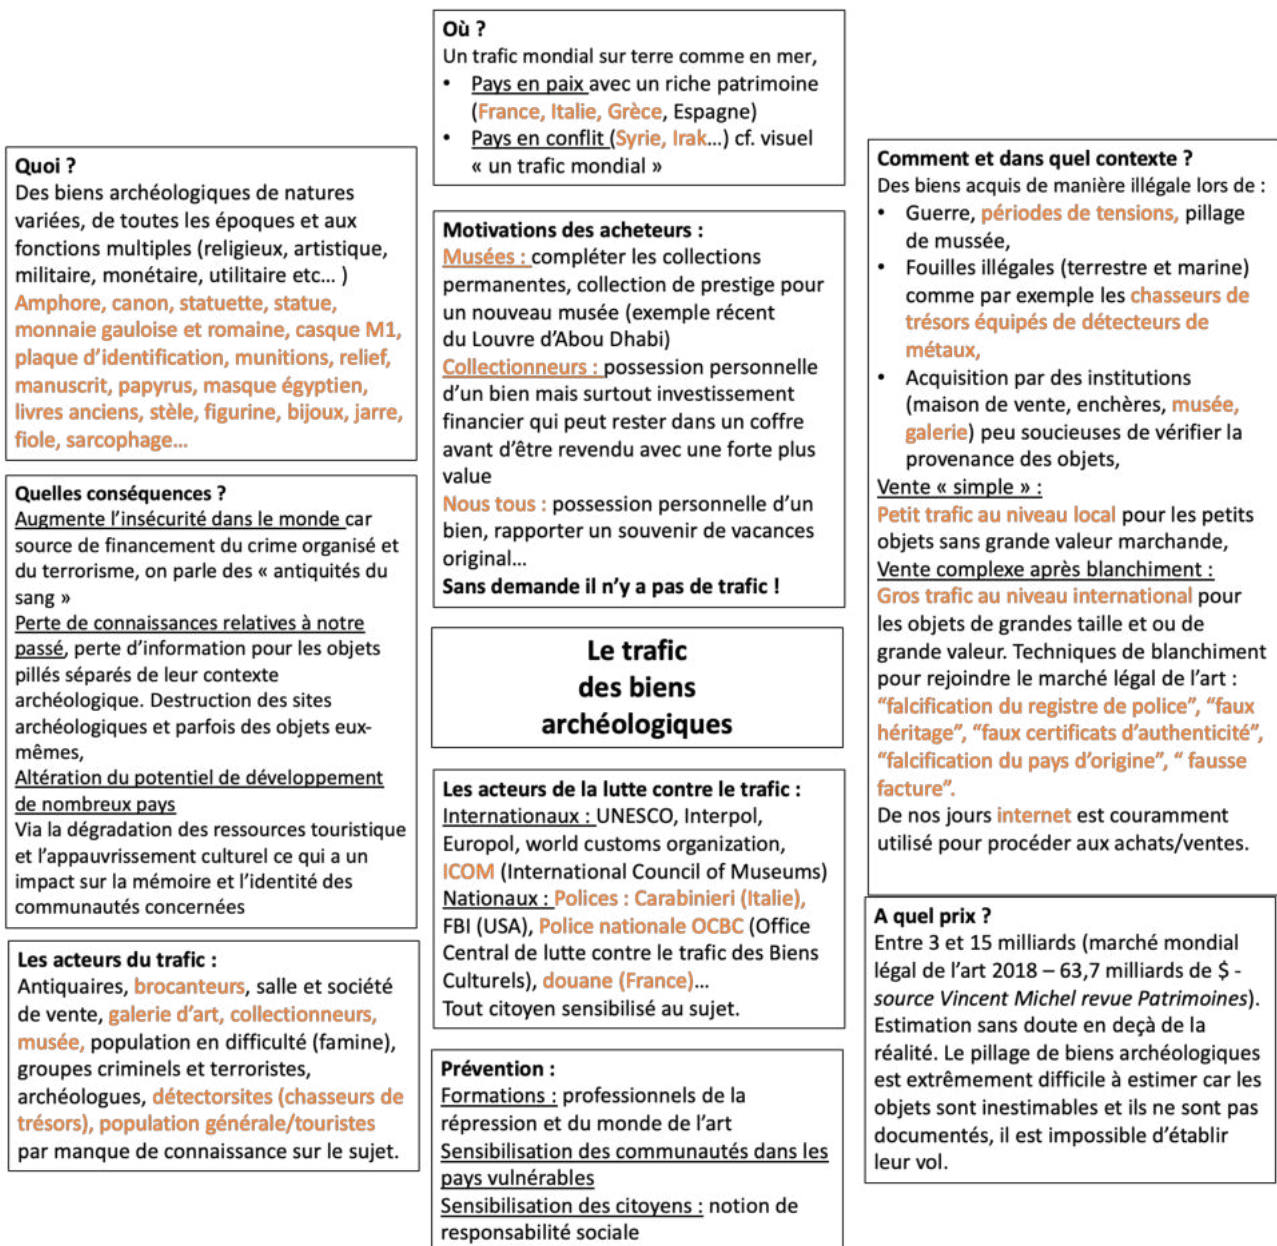 Où ?
Un trafic mondial sur terre comme en mer,
• Pays en paix avec un riche patrimoine
(France, Italie, Grèce, Espagne)
• Pays en conflit (Syrie, Irak...) cf. visuel
« un trafic mondial »
Quoi ?
Des biens archéologiques de natures
variées, de toutes les époques et aux
fonctions multiples (religieux, artistique,
militaire, monétaire, utilitaire etc... )
Amphore, canon, statuette, statue,
monnaie gauloise et romaine, casque M1,
plaque d'identification, munitions, relief,
manuscrit, papyrus, masque égyptien,
livres anciens, stèle, figurine, bijoux, jarre,
fiole, sarcophage...
Quelles conséquences ?
Augmente l'insécurité dans le monde car
source de financement du crime organisé et
du terrorisme, on parle des « antiquités du
sang »
Perte de connaissances relatives à notre
passé, perte d'information pour les objets
pillés séparés de leur contexte
archéologique. Destruction des sites
archéologiques et parfois des objets eux-
mêmes,
Altération du potentiel de développement
de nombreux pays
Via la dégradation des ressources touristique
et l'appauvrissement culturel ce qui a un
impact sur la mémoire et l'identité des
communautés concernées
Les acteurs du trafic :
Antiquaires, brocanteurs, salle et société
de vente, galerie d'art, collectionneurs,
musée, population en difficulté (famine),
groupes criminels et terroristes,
archéologues, détectorsites (chasseurs de
trésors), population générale/touristes
par manque de connaissance sur le sujet.
Motivations des acheteurs :
Musées : compléter les collections
permanentes, collection de prestige pour
un nouveau musée (exemple récent
du Louvre d'Abou Dhabi)
Collectionneurs : possession personnelle
d'un bien mais surtout investissement
financier qui peut rester dans un coffre
avant d'être revendu avec une forte plus
value
Nous tous : possession personnelle d'un
bien, rapporter un souvenir de vacances
original...
Sans demande il n'y a pas de trafic !
Le trafic
des biens
archéologiques
Les acteurs de la lutte contre le trafic :
Internationaux : UNESCO, Interpol,
Europol, world customs organization,
ICOM (International Council of Museums)
Nationaux : Polices : Carabinieri (Italie),
FBI (USA), Police nationale OCBC (Office
Central de lutte contre le trafic des Biens
Culturels), douane (France)...
Tout citoyen sensibilisé au sujet.
Prévention :
Formations : professionnels de la
répression et du monde de l'art
Sensibilisation des communautés dans les
pays vulnérables
Sensibilisation des citoyens : notion de
responsabilité sociale
Comment et dans quel contexte ?
Des biens acquis de manière illégale lors de :
• Guerre, périodes de tensions, pillage
de mussée,
• Fouilles illégales (terrestre et marine)
comme par exemple les chasseurs de
trésors équipés de détecteurs de
métaux,
• Acquisition par des institutions
(maison de vente, enchères, musée,
galerie) peu soucieuses de vérifier la
provenance des objets,
Vente « simple » :
Petit trafic au niveau local pour les petits
objets sans grande valeur marchande,
Vente complexe après blanchiment :
Gros trafic au niveau international pour
les objets de grandes taille et ou de
grande valeur. Techniques de blanchiment
pour rejoindre le marché légal de l'art :
“falcification du registre de police”, “faux
héritage”, “faux certificats d'authenticité”,
“falcification du pays d'origine”, “ fausse
facture”.
De nos jours internet est couramment
utilisé pour procéder aux achats/ventes.
A quel prix ?
Entre 3 et 15 milliards (marché mondial
légal de l'art 2018 – 63,7 milliards de $ -
source Vincent Michel revue Patrimoines).
Estimation sans doute en deçà de la
réalité. Le pillage de biens archéologiques
est extrêmement difficile à estimer car les
objets sont inestimables et ils ne sont pas
documentés, il est impossible d'établir
leur vol.